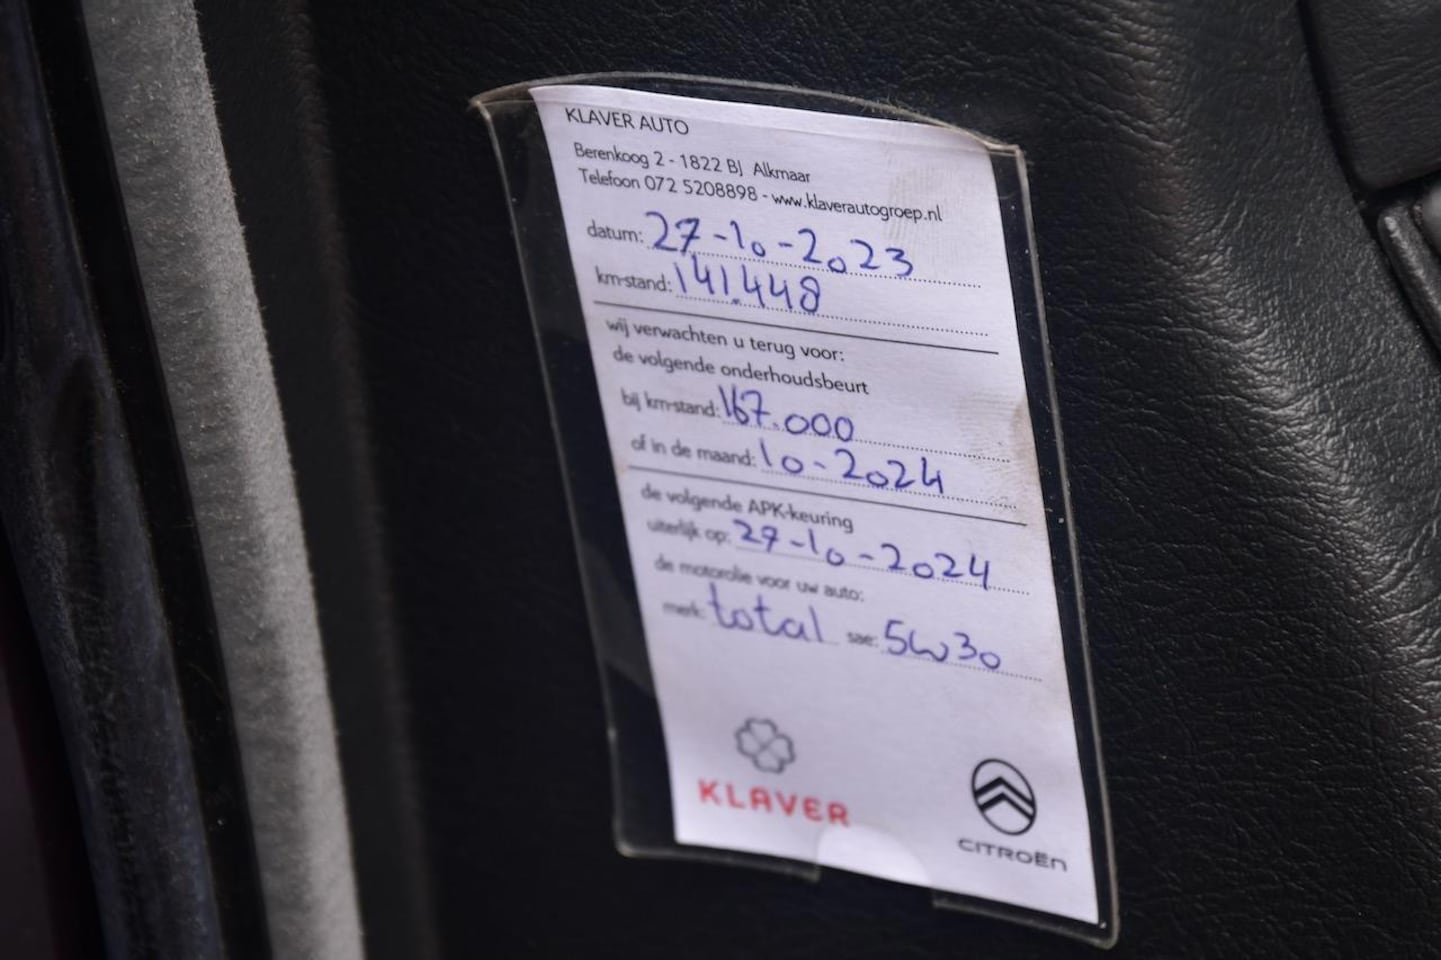 KLAVER AUTO
Berenkoog 2 - 1822 BJ Alkmaar
Telefoon 072 5208898 - www.klaverautogroep.nl
datum: 27-10-2023
km-stand: 141.448
wij verwachten u terug voor:
de volgende onderhoudsbeurt
bij km-stand: 167.000
of in de maand: 10-2024
de volgende APK-keuring
uiterlijk op: 27-10-2024
de motorolie voor uw auto:
merk: total sae: 5W30
KLAVER
CITROËN